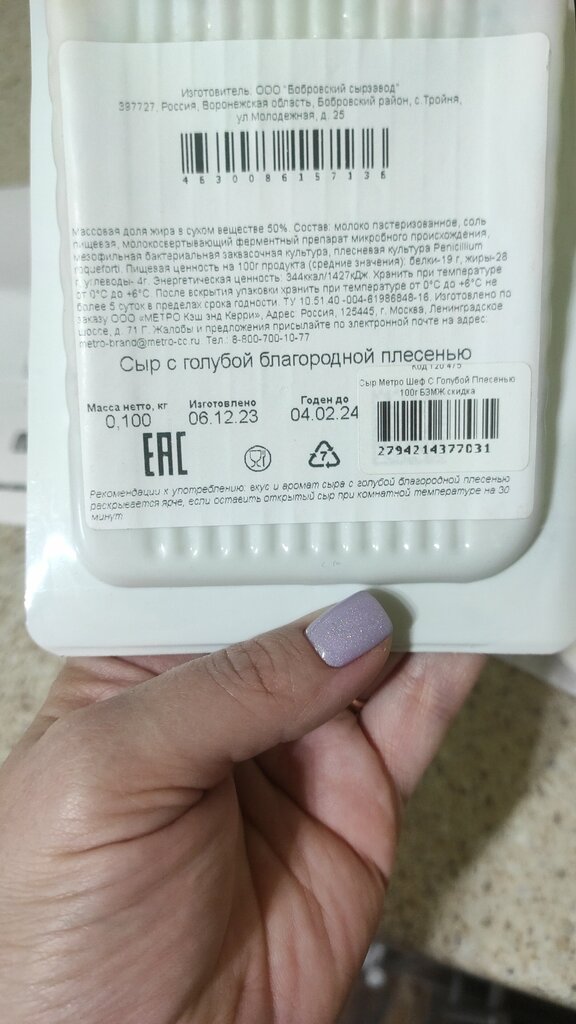 Изготовитель. ООО "Бобровский сырзавод"
397727, Россия, Воронежская область, Бобровский район, с.Тройня,
ул Молодежная, д. 25
4630086157136
Массовая доля жира в сухом веществе 50%. Состав: молоко пастеризованное, соль
пищевая, молокосвертывающий ферментный препарат микробного происхождения,
мезофильная бактериальная заквасочная культура, плесневая культура Penicillium
roqueforti. Пищевая ценность на 100г продукта (средние значения): белки-19 г, жиры-28
г, углеводы- 4г. Энергетическая ценность: 344ккал/1427кДж. Хранить при температуре
от 0°С до +6°С. После вскрытия упаковки хранить при температуре от 0°С до +6°С не
более 5 суток в пределах срока годности. ТУ 10.51.40-004-61986848-16. Изготовлено по
заказу ООО «МЕТРО Кэш энд Керри», Адрес: Россия, 125445, г. Москва, Ленинградское
шоссе, д. 71 Г. Жалобы и предложения присылайте по электронной почте на адрес:
metro-brand@metro-cc.ru Тел.: 8-800-700-10-77
Сыр с голубой благородной плесенью
Код 120475
Сыр Метро Шеф С Голубой Плесенью
100г БЗМЖ скидка
2794214377031
Масса нетто, кг Изготовлено Годен до
0,100 06.12.23 04.02.24
EAC
7
Рекомендации к употреблению: вкус и аромат сыра с голубой благородной плесенью
раскрывается ярче, если оставить открытый сыр при комнатной температуре на 30
минут